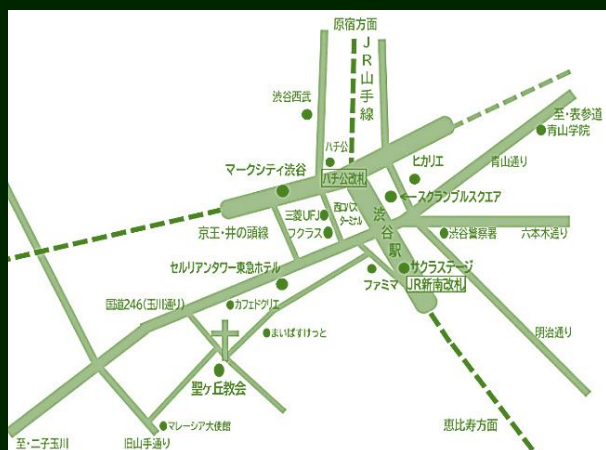 原宿方面
JR山手線
渋谷西武
至・表参道
青山学院
ハチ公
ヒカリエ
青山通り
マークシティ渋谷
ハチ公改札
←スクランブルスクエア
三菱UFJ
西口バス
ターミナル
フクラス
渋谷駅
京王・井の頭線
渋谷警察署
六本木通り
セルリアンタワー東急ホテル
サクラステージ
ファミマ
JR新南改札
国道246(玉川通り)
カフェドクリエ
まいばすけっと
明治通り
聖ヶ丘教会
マレーシア大使館
恵比寿方面
至・二子玉川
旧山手通り